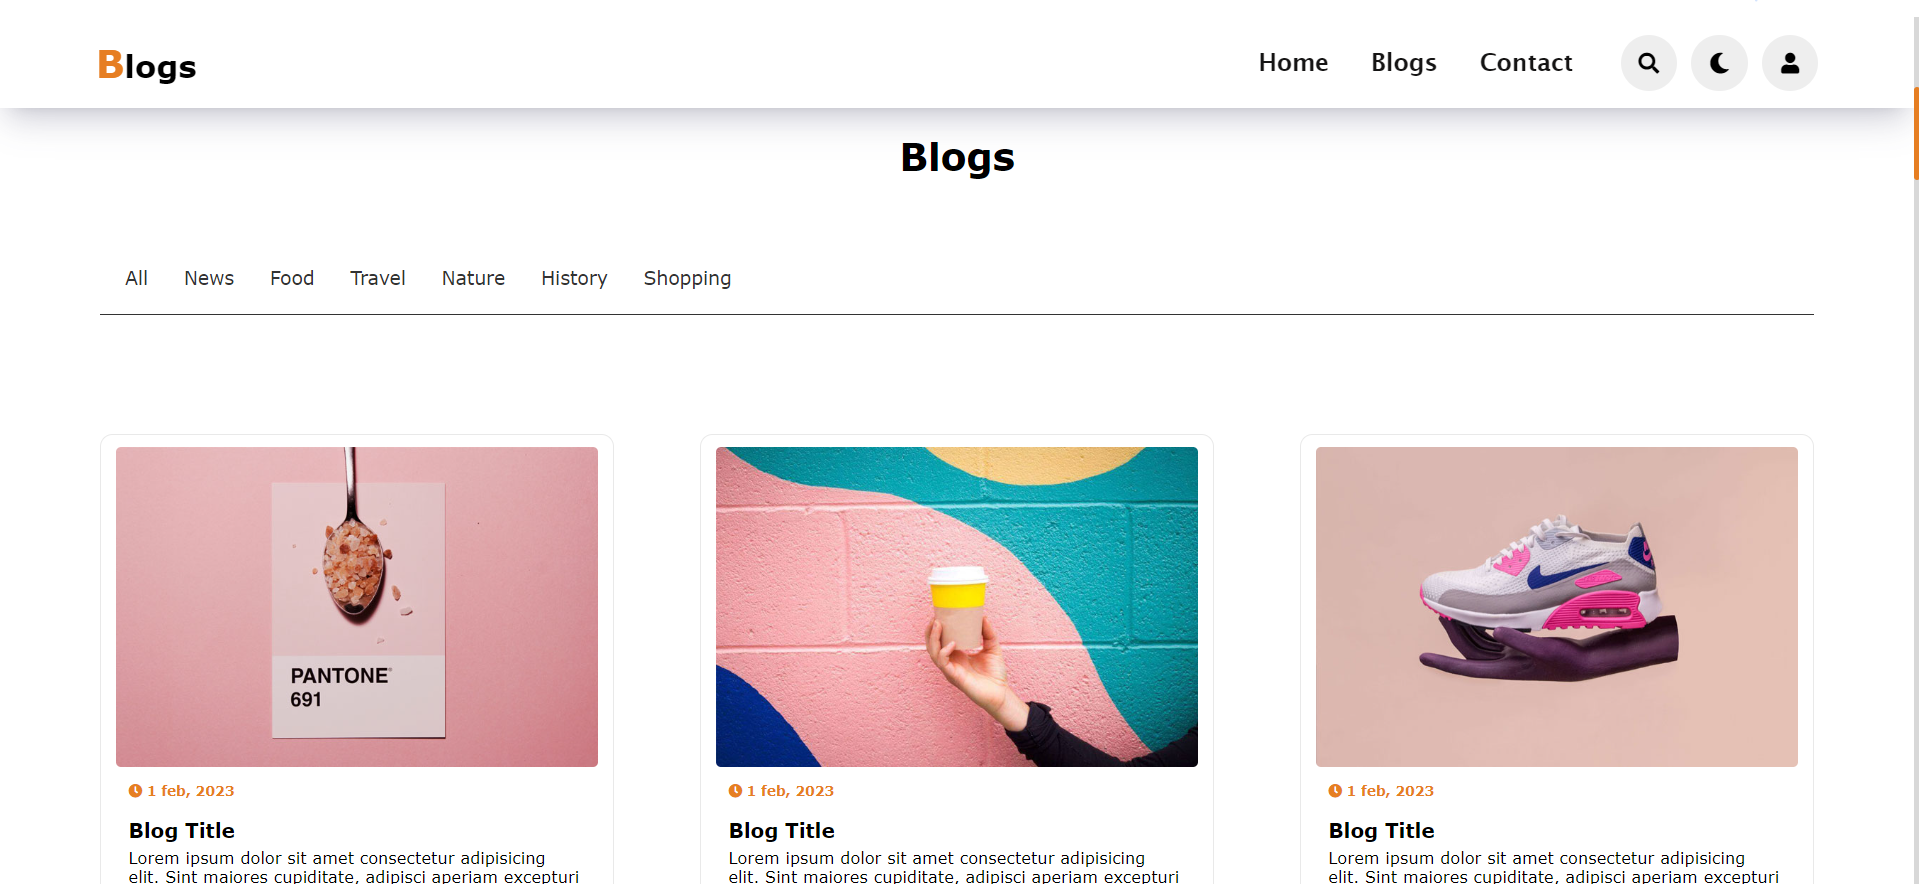 Blogs
Home Blogs Contact
Blogs
All News Food Travel Nature History Shopping
PANTONE®
691
1 feb, 2023
Blog Title
Lorem ipsum dolor sit amet consectetur adipisicing
elit. Sint maiores cupiditate, adipisci aperiam excepturi
1 feb, 2023
Blog Title
Lorem ipsum dolor sit amet consectetur adipisicing
elit. Sint maiores cupiditate, adipisci aperiam excepturi
1 feb, 2023
Blog Title
Lorem ipsum dolor sit amet consectetur adipisicing
elit. Sint maiores cupiditate, adipisci aperiam excepturi